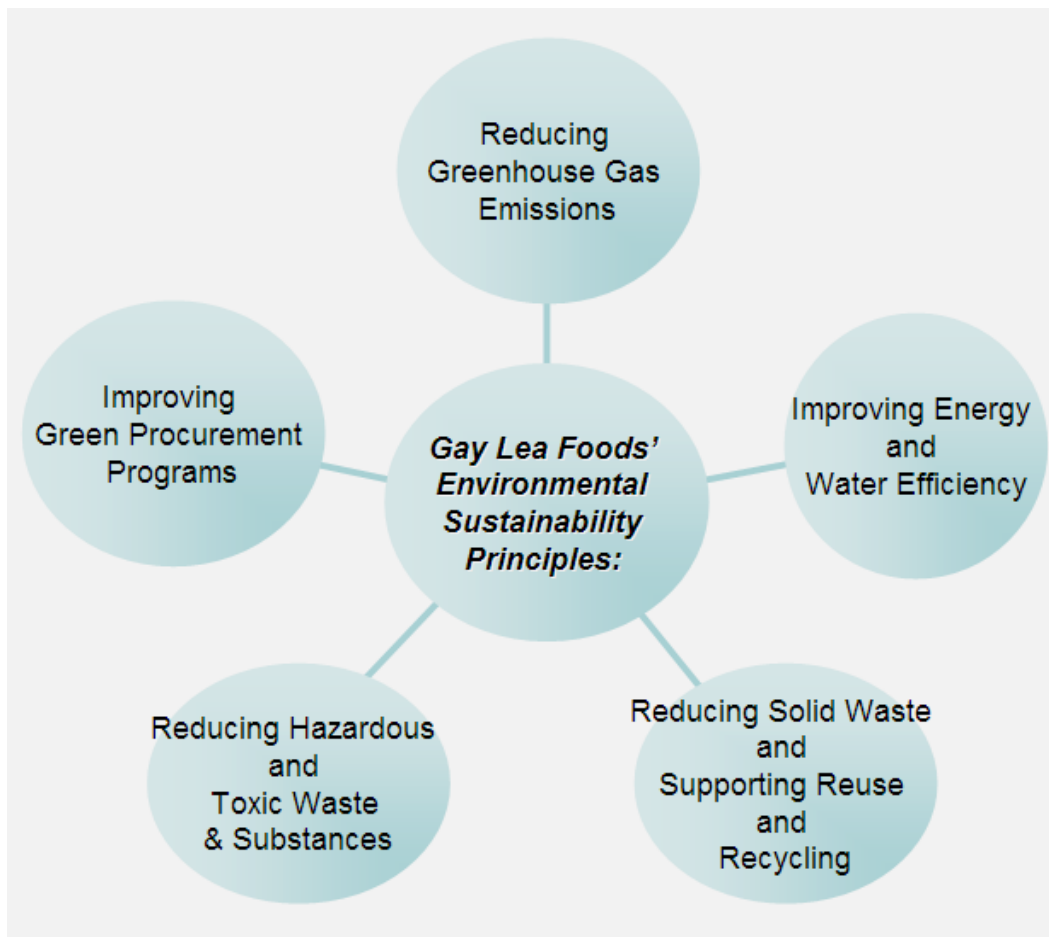 Reducing
Greenhouse Gas
Emissions
Improving
Green Procurement
Programs
Gay Lea Foods’
Environmental
Sustainability
Principles:
Improving Energy
and
Water Efficiency
Reducing Hazardous
and
Toxic Waste
& Substances
Reducing Solid Waste
and
Supporting Reuse
and
Recycling